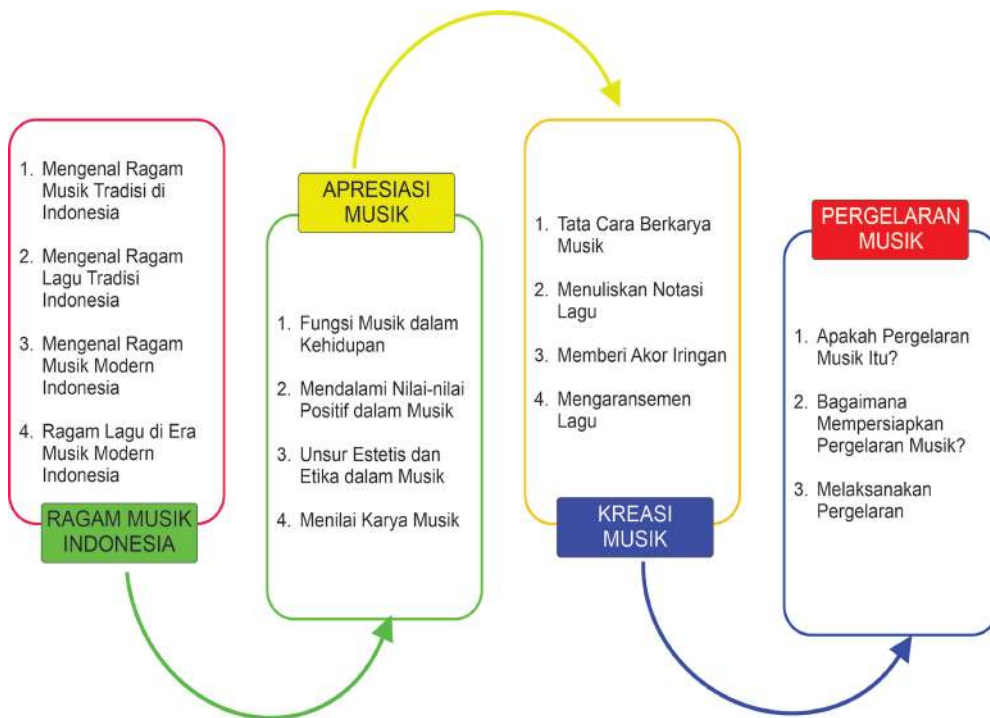 1. Mengenal Ragam
Musik Tradisi di
Indonesia
2. Mengenal Ragam
Lagu Tradisi
Indonesia
3. Mengenal Ragam
Musik Modern
Indonesia
4. Ragam Lagu di Era
Musik Modern
Indonesia
RAGAM MUSIK
INDONESIA
APRESIASI
MUSIK
1. Fungsi Musik dalam
Kehidupan
2. Mendalami Nilai-nilai
Positif dalam Musik
3. Unsur Estetis dan
Etika dalam Musik
4. Menilai Karya Musik
1. Tata Cara Berkarya
Musik
2. Menuliskan Notasi
Lagu
3. Memberi Akor Iringan
4. Mengaransemen
Lagu
KREASI
MUSIK
PERGELARAN
MUSIK
1. Apakah Pergelaran
Musik Itu?
2. Bagaimana
Mempersiapkan
Pergelaran Musik?
3. Melaksanakan
Pergelaran